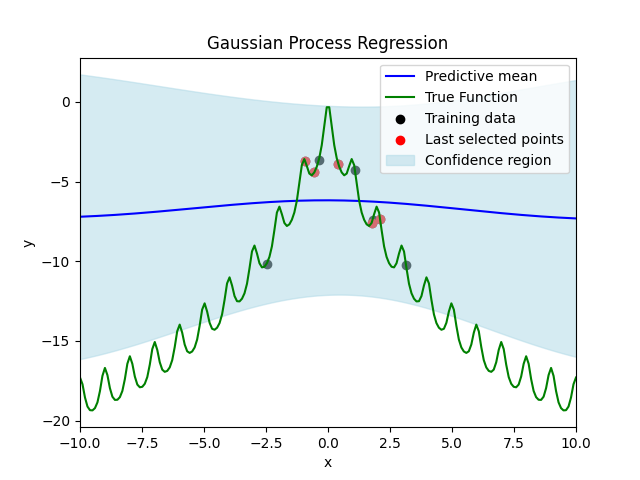 Gaussian Process Regression
Predictive mean
True Function
Training data
Last selected points
Confidence region
y
0
−5
−10
−15
−20
−10.0 −7.5 −5.0 −2.5 0.0 2.5 5.0 7.5 10.0
x